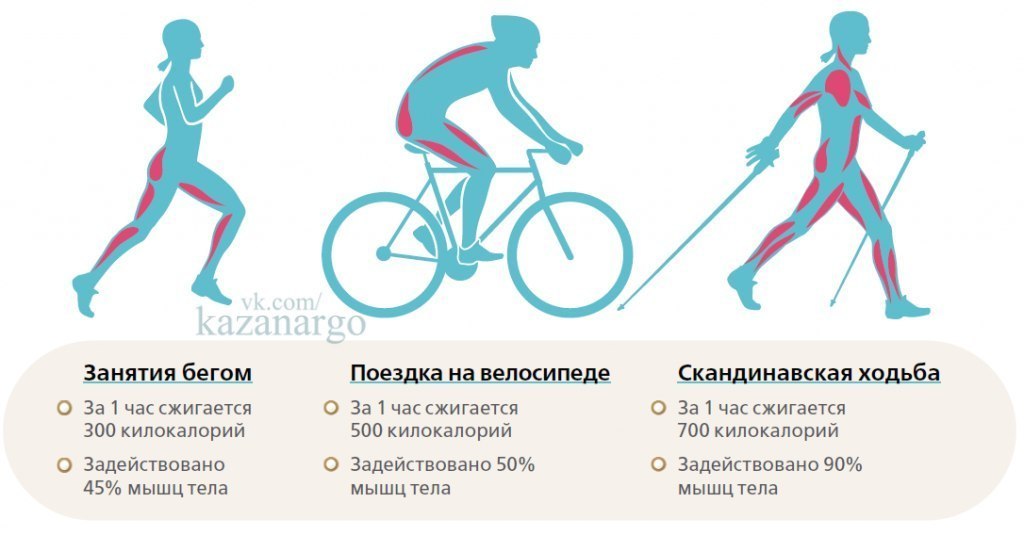 vk.com/
kazanargo
Занятия бегом
За 1 час сжигается
300 килокалорий
Задействовано
45% мышц тела
Поездка на велосипеде
За 1 час сжигается
500 килокалорий
Задействовано 50%
мышц тела
Скандинавская ходьба
За 1 час сжигается
700 килокалорий
Задействовано 90%
мышц тела